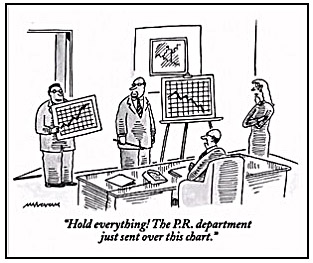 "Hold everything! The P.R. department
just sent over this chart."